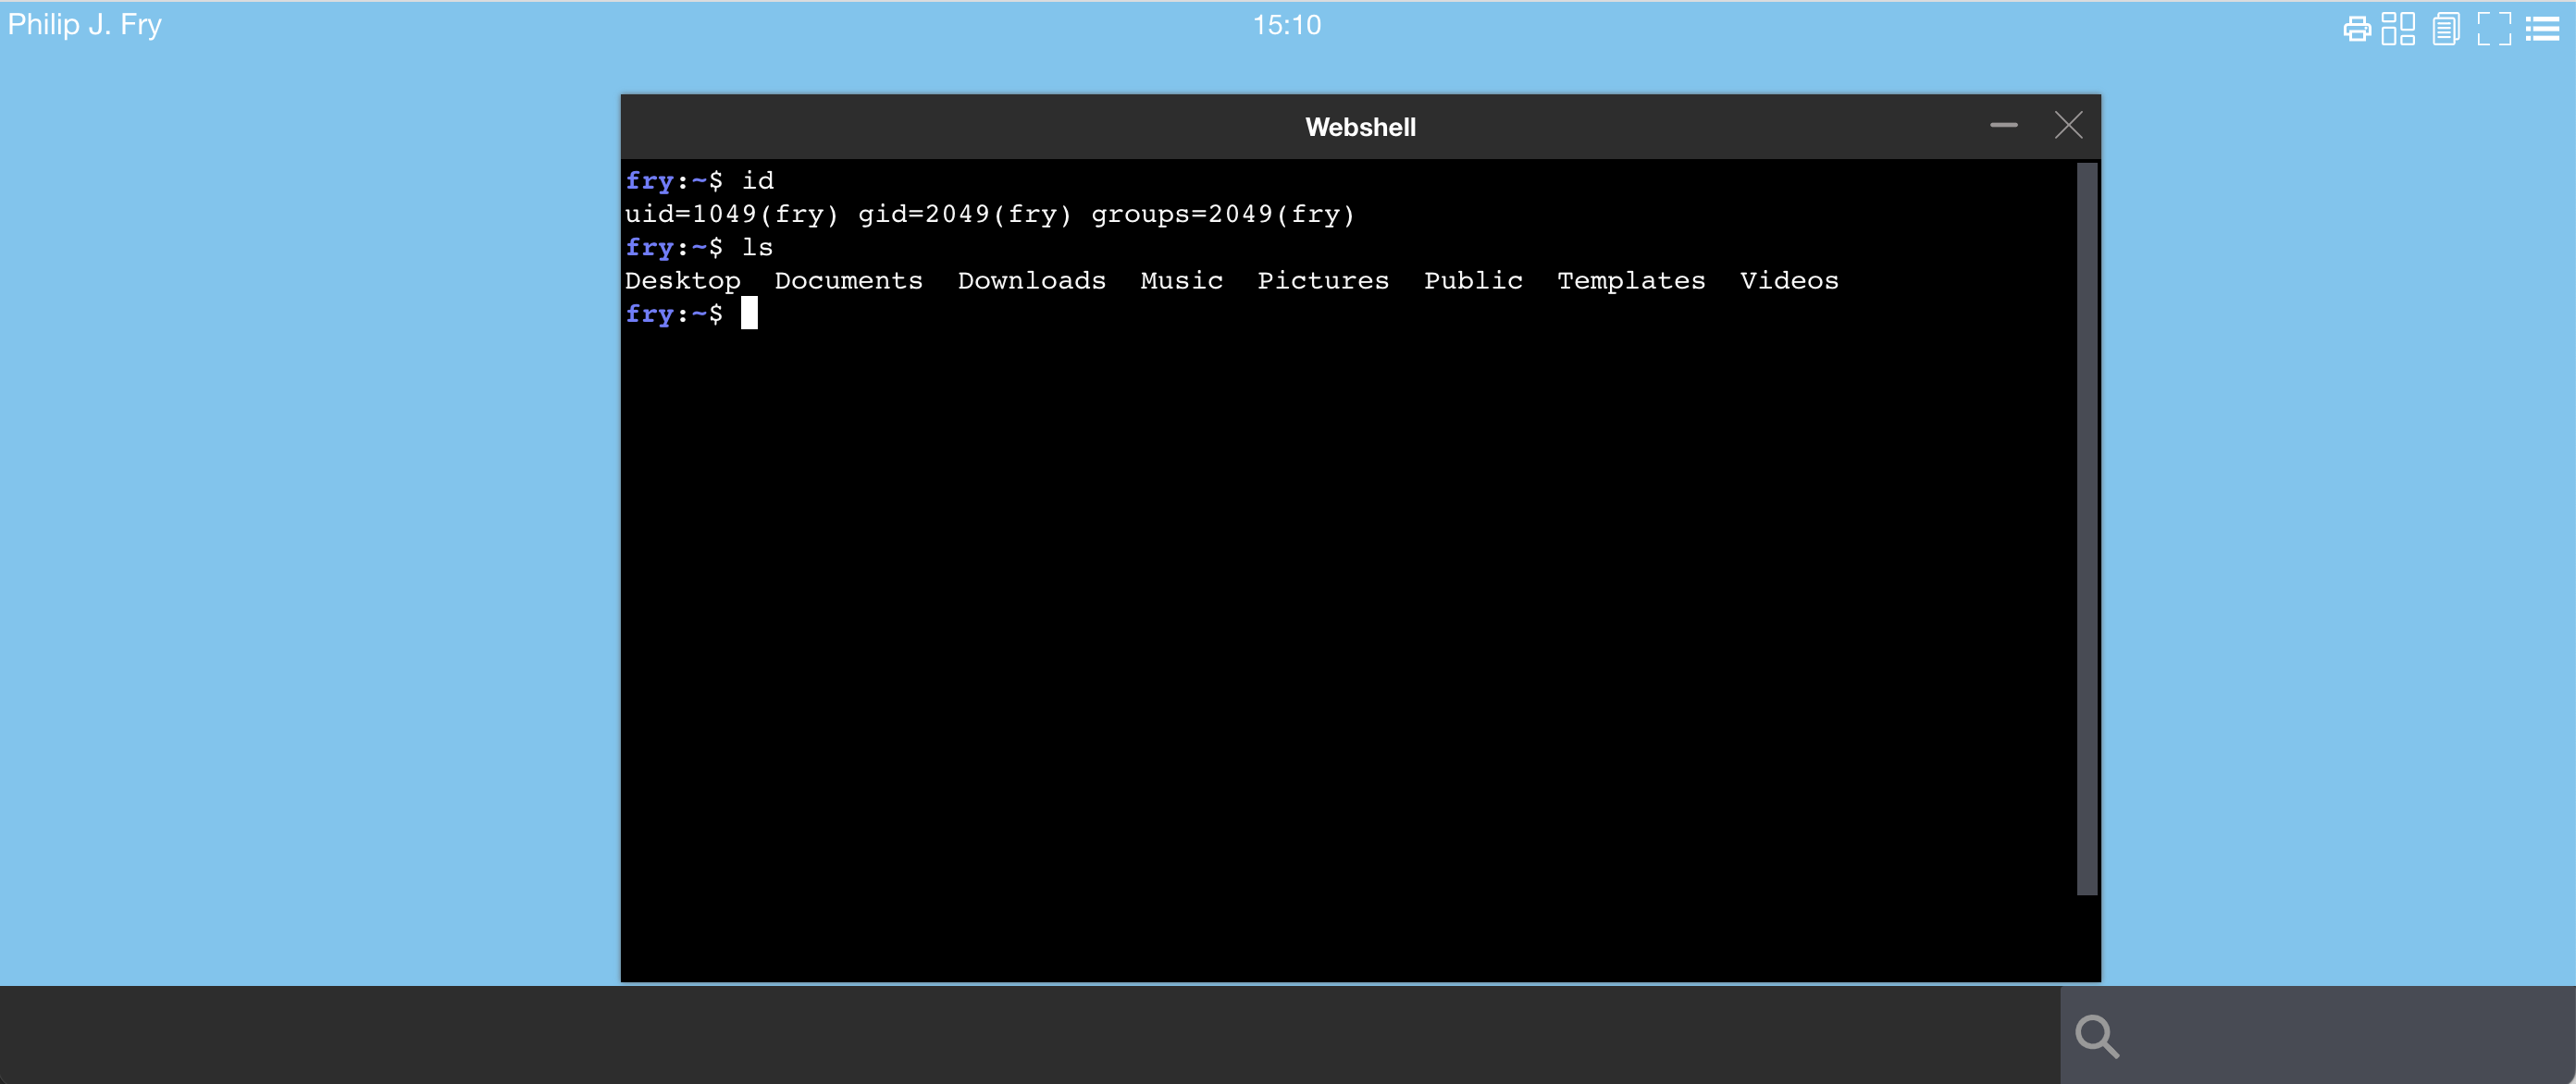 Philip J. Fry
15:10
Webshell
fry:~$ id
uid=1049(fry) gid=2049(fry) groups=2049(fry)
fry:~$ ls
Desktop  Documents  Downloads  Music  Pictures  Public  Templates  Videos
fry:~$